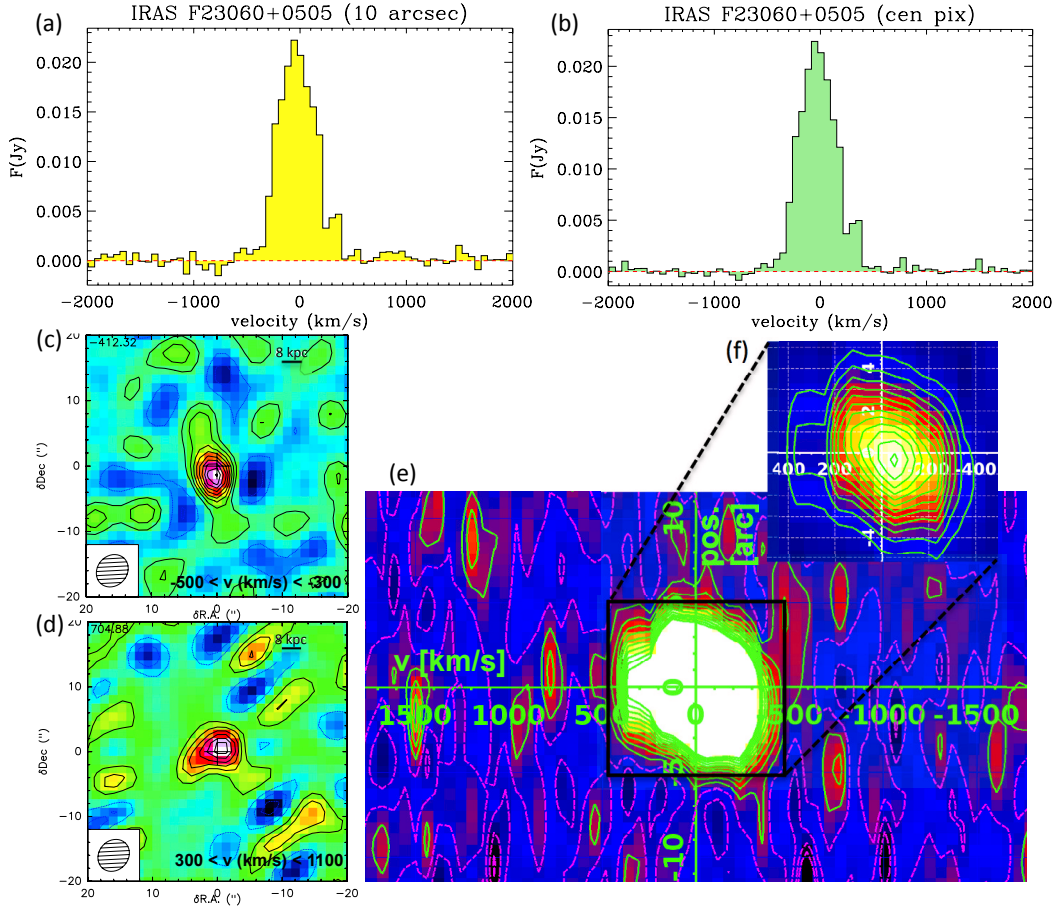 (a)
IRAS F23060+0505 (10 arcsec)
F(Jy)
0.020
0.015
0.010
0.005
0.000
−2000
−1000
0
1000
2000
velocity (km/s)
(b)
IRAS F23060+0505 (cen pix)
F(Jy)
0.020
0.015
0.010
0.005
0.000
−2000
−1000
0
1000
2000
velocity (km/s)
(c)
−412.32
8 kpc
δDec ('')
20
10
0
−10
−20
-500 < v (km/s) < -300
20
10
0
−10
−20
δR.A. ('')
(d)
704.88
8 kpc
δDec ('')
20
10
0
−10
−20
300 < v (km/s) < 1100
20
10
0
−10
−20
δR.A. ('')
(e)
10
pos.
[arc]
v [km/s]
0
1500
1000
50
0
500
-1000
-1500
-5
-10
(f)
4
2
400
200
-400
-4